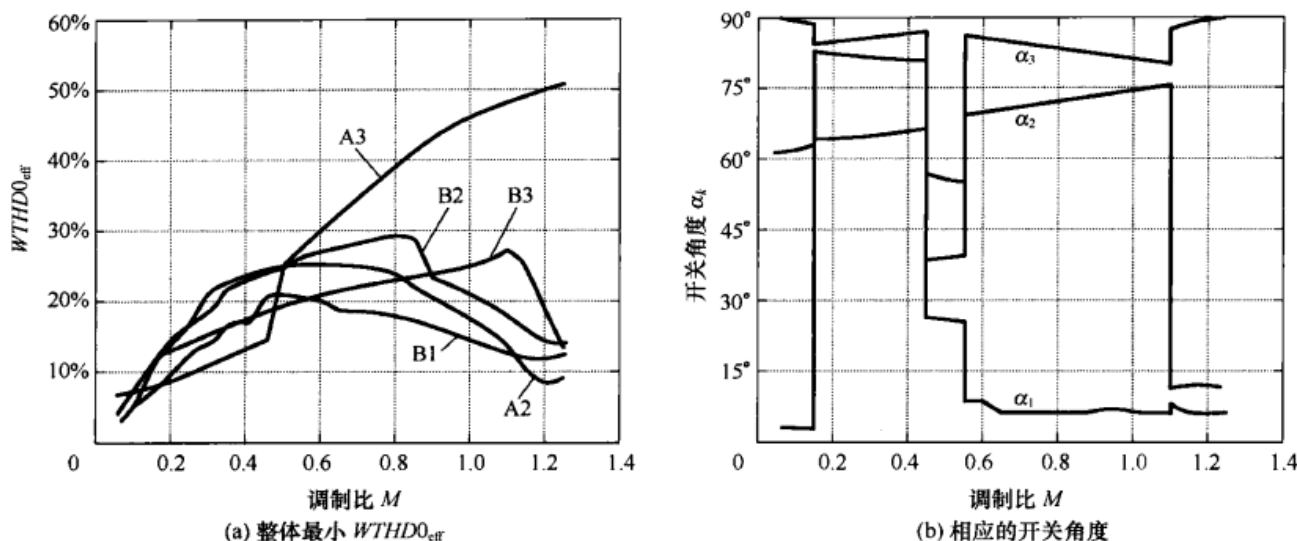 60%
50%
40%
30%
20%
10%
0
WTHD0eff
A3
B2
B3
B1
A2
0.2 0.4 0.6 0.8 1.0 1.2 1.4
调制比 M
(a) 整体最小 WTHD0eff
90°
75°
60°
45°
30°
15°
0
开关角度 αk
α3
α2
α1
0.2 0.4 0.6 0.8 1.0 1.2 1.4
调制比 M
(b) 相应的开关角度